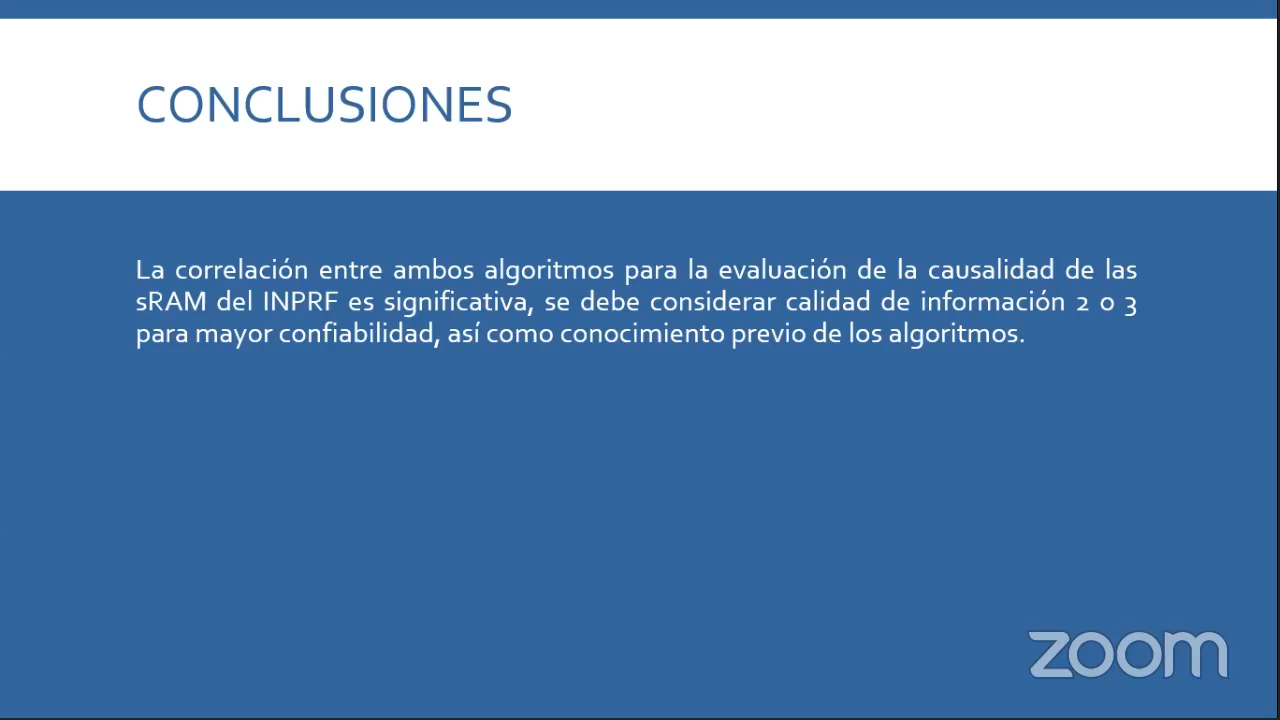 CONCLUSIONES
La correlación entre ambos algoritmos para la evaluación de la causalidad de las
sRAM del INPRF es significativa, se debe considerar calidad de información 2 o 3
para mayor confiabilidad, así como conocimiento previo de los algoritmos.
zoom